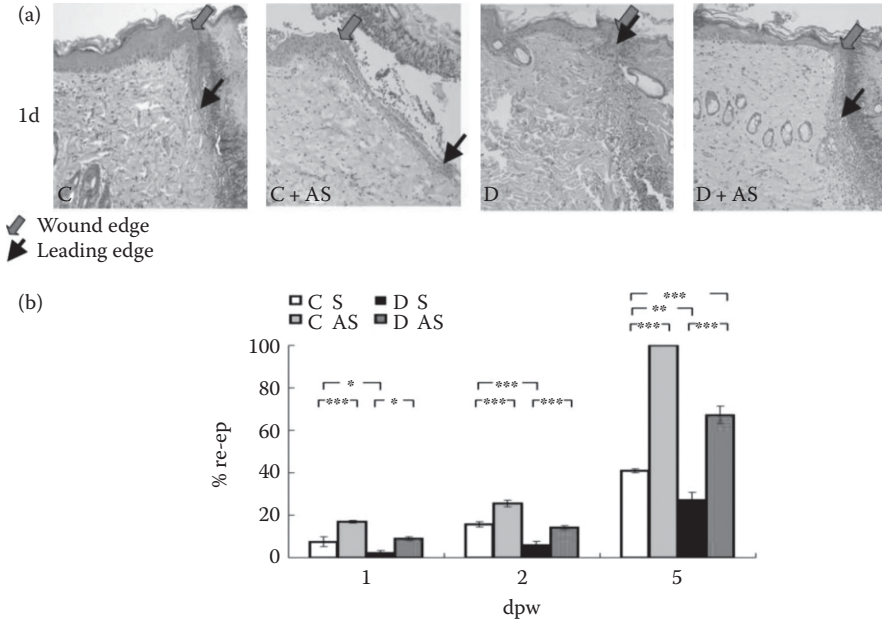 (a)
1d
C
C + AS
D
D + AS
Wound edge
Leading edge
(b)
C S
D S
C AS
D AS
***
**
***
***
*
***
***
*
***
***
100
80
60
40
20
0
% re-ep
1
2
5
dpw